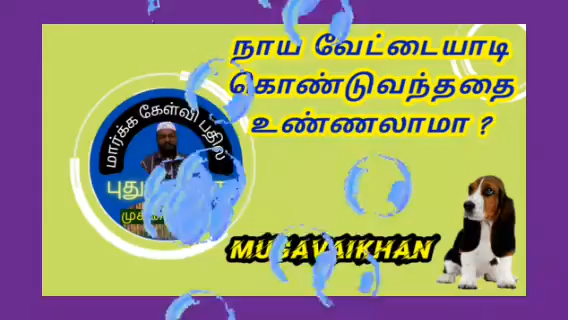 நாய் வேட்டையாடி
கொண்டுவந்ததை
உண்ணலாமா ?
மார்க்க கேள்வி பதில்
MUGAVAIKHAN